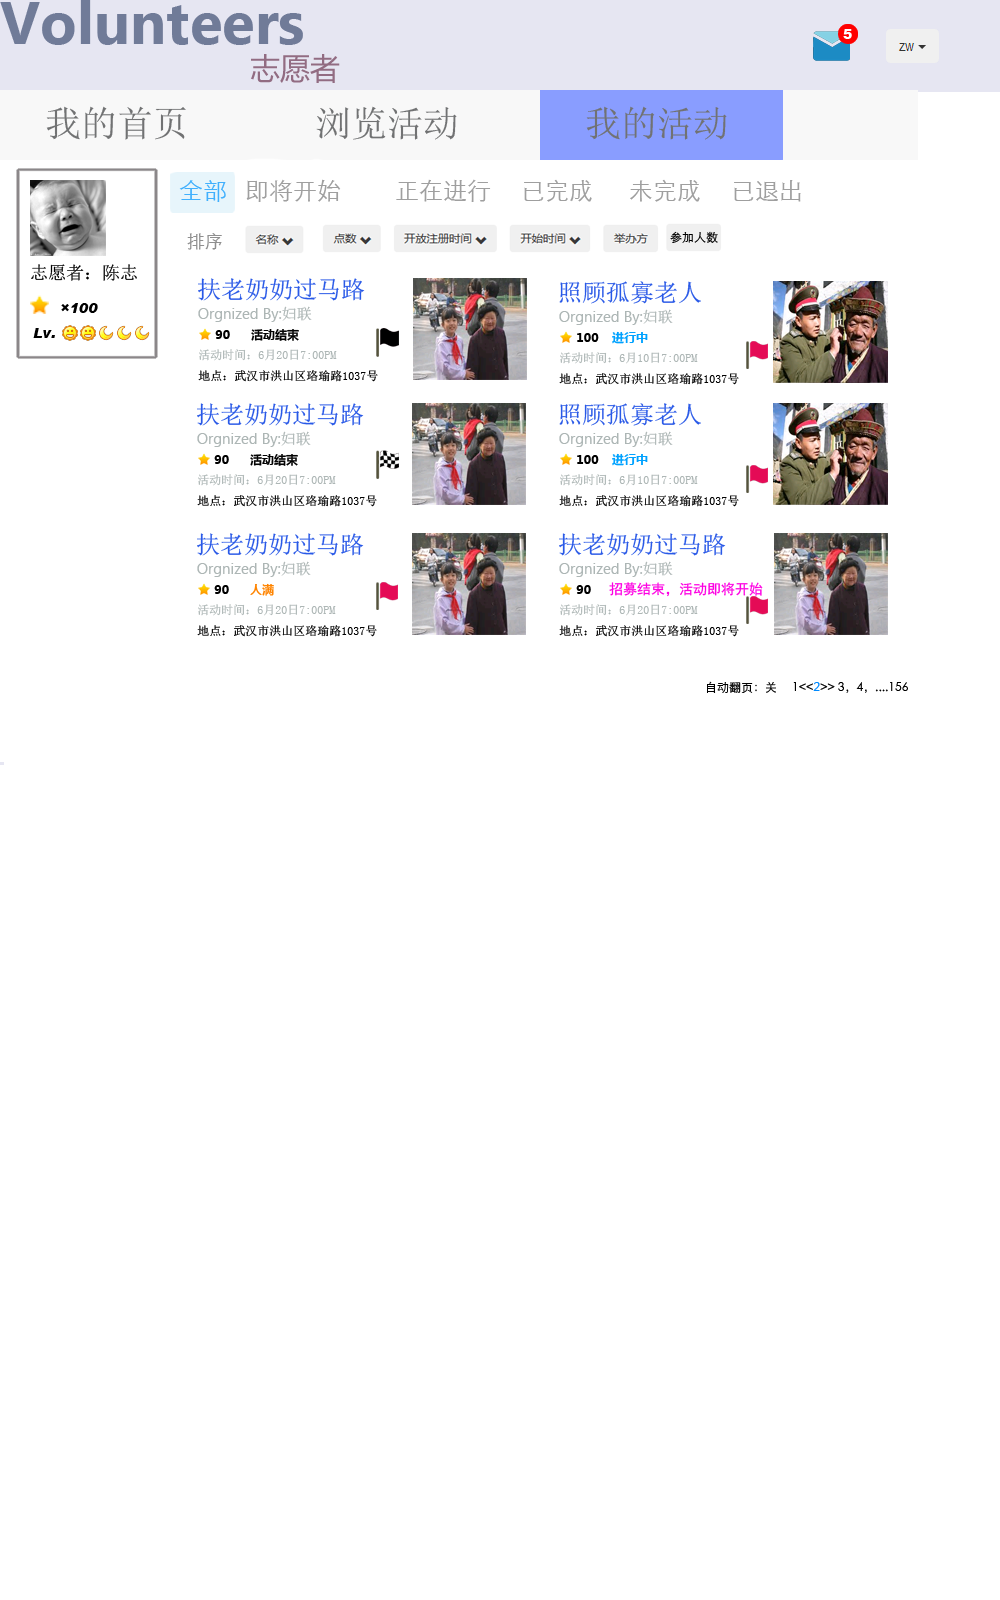 Volunteers
志愿者
5
ZW
我的首页 浏览活动 我的活动
全部 即将开始 正在进行 已完成 未完成 已退出
排序 名称 点数 开放注册时间 开始时间 举办方 参加人数
志愿者：陈志
×100
Lv.
扶老奶奶过马路
Orgnized By:妇联
90 活动结束
活动时间：6月20日7:00PM
地点：武汉市洪山区珞瑜路1037号
照顾孤寡老人
Orgnized By:妇联
100 进行中
活动时间：6月10日7:00PM
地点：武汉市洪山区珞瑜路1037号
扶老奶奶过马路
Orgnized By:妇联
90 活动结束
活动时间：6月20日7:00PM
地点：武汉市洪山区珞瑜路1037号
照顾孤寡老人
Orgnized By:妇联
100 进行中
活动时间：6月10日7:00PM
地点：武汉市洪山区珞瑜路1037号
扶老奶奶过马路
Orgnized By:妇联
90 人满
活动时间：6月20日7:00PM
地点：武汉市洪山区珞瑜路1037号
扶老奶奶过马路
Orgnized By:妇联
90 招募结束，活动即将开始
活动时间：6月20日7:00PM
地点：武汉市洪山区珞瑜路1037号
自动翻页：关 1<<2>> 3，4，....156